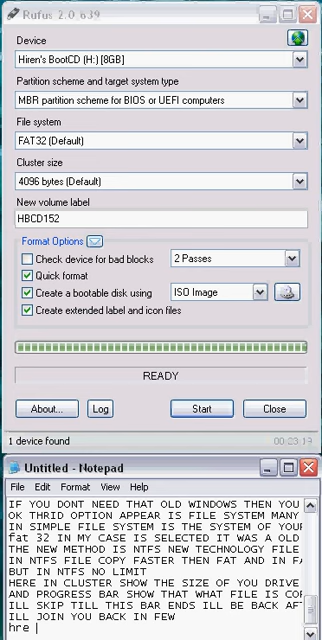 Rufus 2.0.639
Device
Hiren's BootCD (H:) [8GB]
Partition scheme and target system type
MBR partition scheme for BIOS or UEFI computers
File system
FAT32 (Default)
Cluster size
4096 bytes (Default)
New volume label
HBCD152
Format Options
Check device for bad blocks 2 Passes
Quick format
Create a bootable disk using ISO Image
Create extended label and icon files
READY
About... Log Start Close
1 device found 00:03:19
Untitled - Notepad
File Edit Format View Help
IF YOU DONT NEED THAT OLD WINDOWS THEN YOU
OK THRID OPTION APPEAR IS FILE SYSTEM MANY
IN SIMPLE FILE SYSTEM IS THE SYSTEM OF YOUR
fat 32 IN MY CASE IS SELECTED IT WAS A OLD
THE NEW METHOD IS NTFS NEW TECHNOLOGY FILE
IN NTFS FILE COPY FASTER THEN FAT AND IN FA
BUT IN NTFS NO LIMIT
HERE IN CLUSTER SHOW THE SIZE OF YOU DRIVE
AND PROGRESS BAR SHOW THAT WHAT FILE IS COP
ILL SKIP TILL THIS BAR ENDS ILL BE BACK AFT
ILL JOIN YOU BACK IN FEW
hre